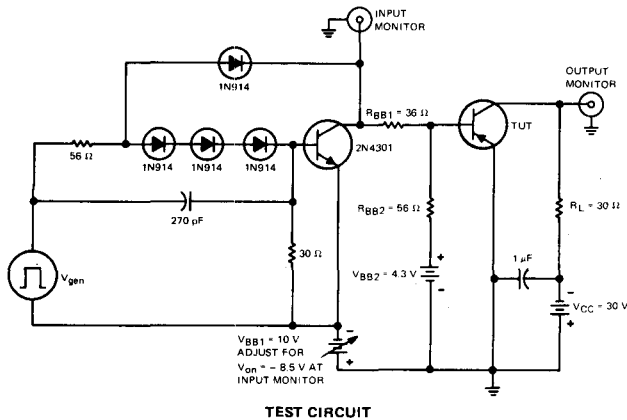 INPUT
MONITOR
1N914
OUTPUT
MONITOR
RBB1 = 36 Ω
TUT
56 Ω
1N914
1N914
1N914
2N4301
270 pF
RBB2 = 56 Ω
RL = 30 Ω
30 Ω
1 μF
Vgen
+
VBB2 = 4.3 V
-
-
VCC = 30 V
+
VBB1 = 10 V
ADJUST FOR
Von = – 8.5 V AT
INPUT MONITOR
-
+
TEST CIRCUIT